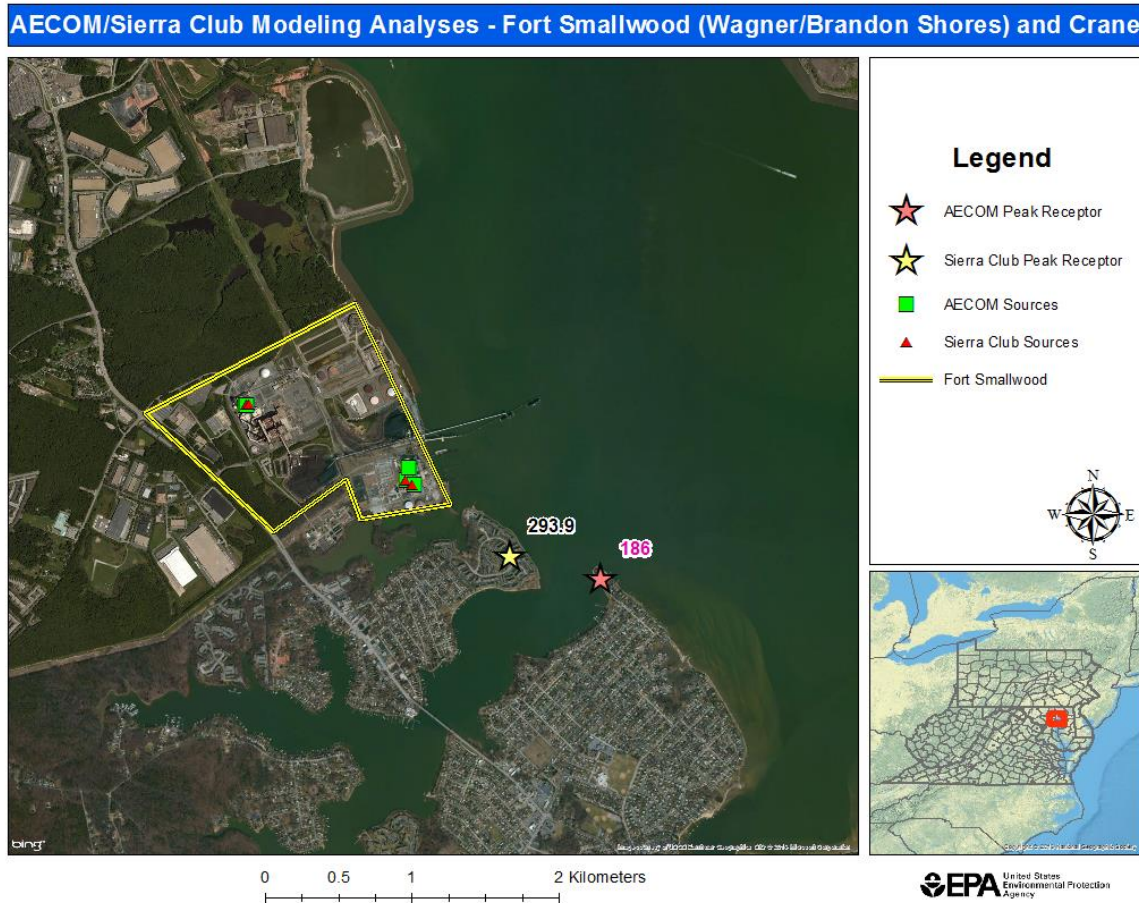 AECOM/Sierra Club Modeling Analyses - Fort Smallwood (Wagner/Brandon Shores) and Crane
Legend
AECOM Peak Receptor
Sierra Club Peak Receptor
AECOM Sources
Sierra Club Sources
Fort Smallwood
293.9
186
N
W E
S
bing
0 0.5 1 2 Kilometers
EPA
United States
Environmental Protection
Agency